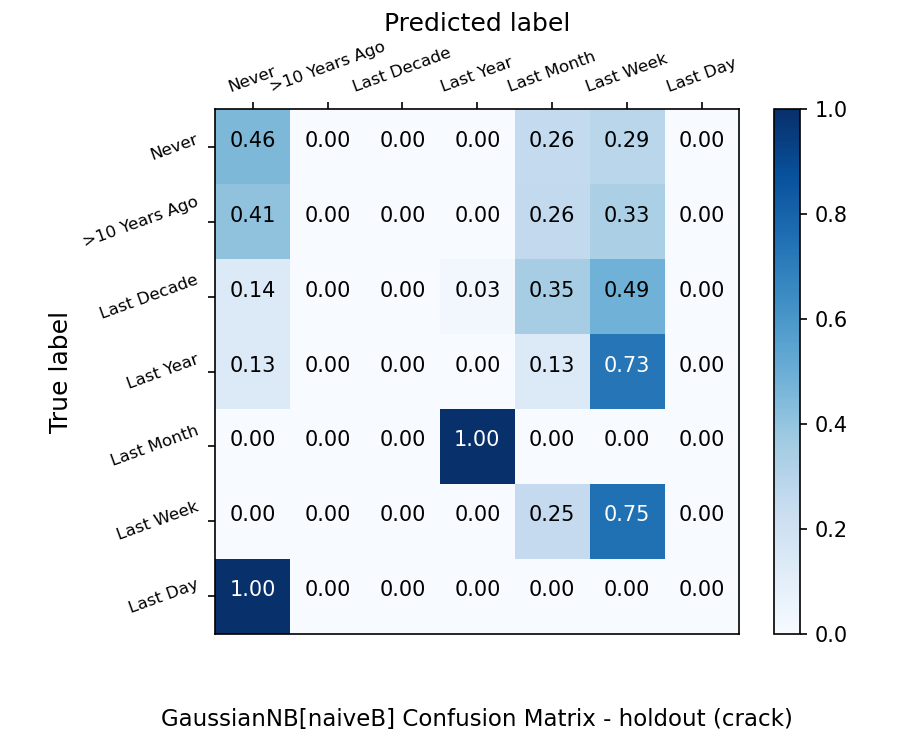 Predicted label
Never >10 Years Ago Last Decade Last Year Last Month Last Week Last Day
1.0
Never 0.46 0.00 0.00 0.00 0.26 0.29 0.00
>10 Years Ago 0.41 0.00 0.00 0.00 0.26 0.33 0.00
0.8
Last Decade 0.14 0.00 0.00 0.03 0.35 0.49 0.00
0.6
True label
Last Year 0.13 0.00 0.00 0.00 0.13 0.73 0.00
0.4
Last Month 0.00 0.00 0.00 1.00 0.00 0.00 0.00
Last Week 0.00 0.00 0.00 0.00 0.25 0.75 0.00
0.2
Last Day 1.00 0.00 0.00 0.00 0.00 0.00 0.00
0.0
GaussianNB[naiveB] Confusion Matrix - holdout (crack)